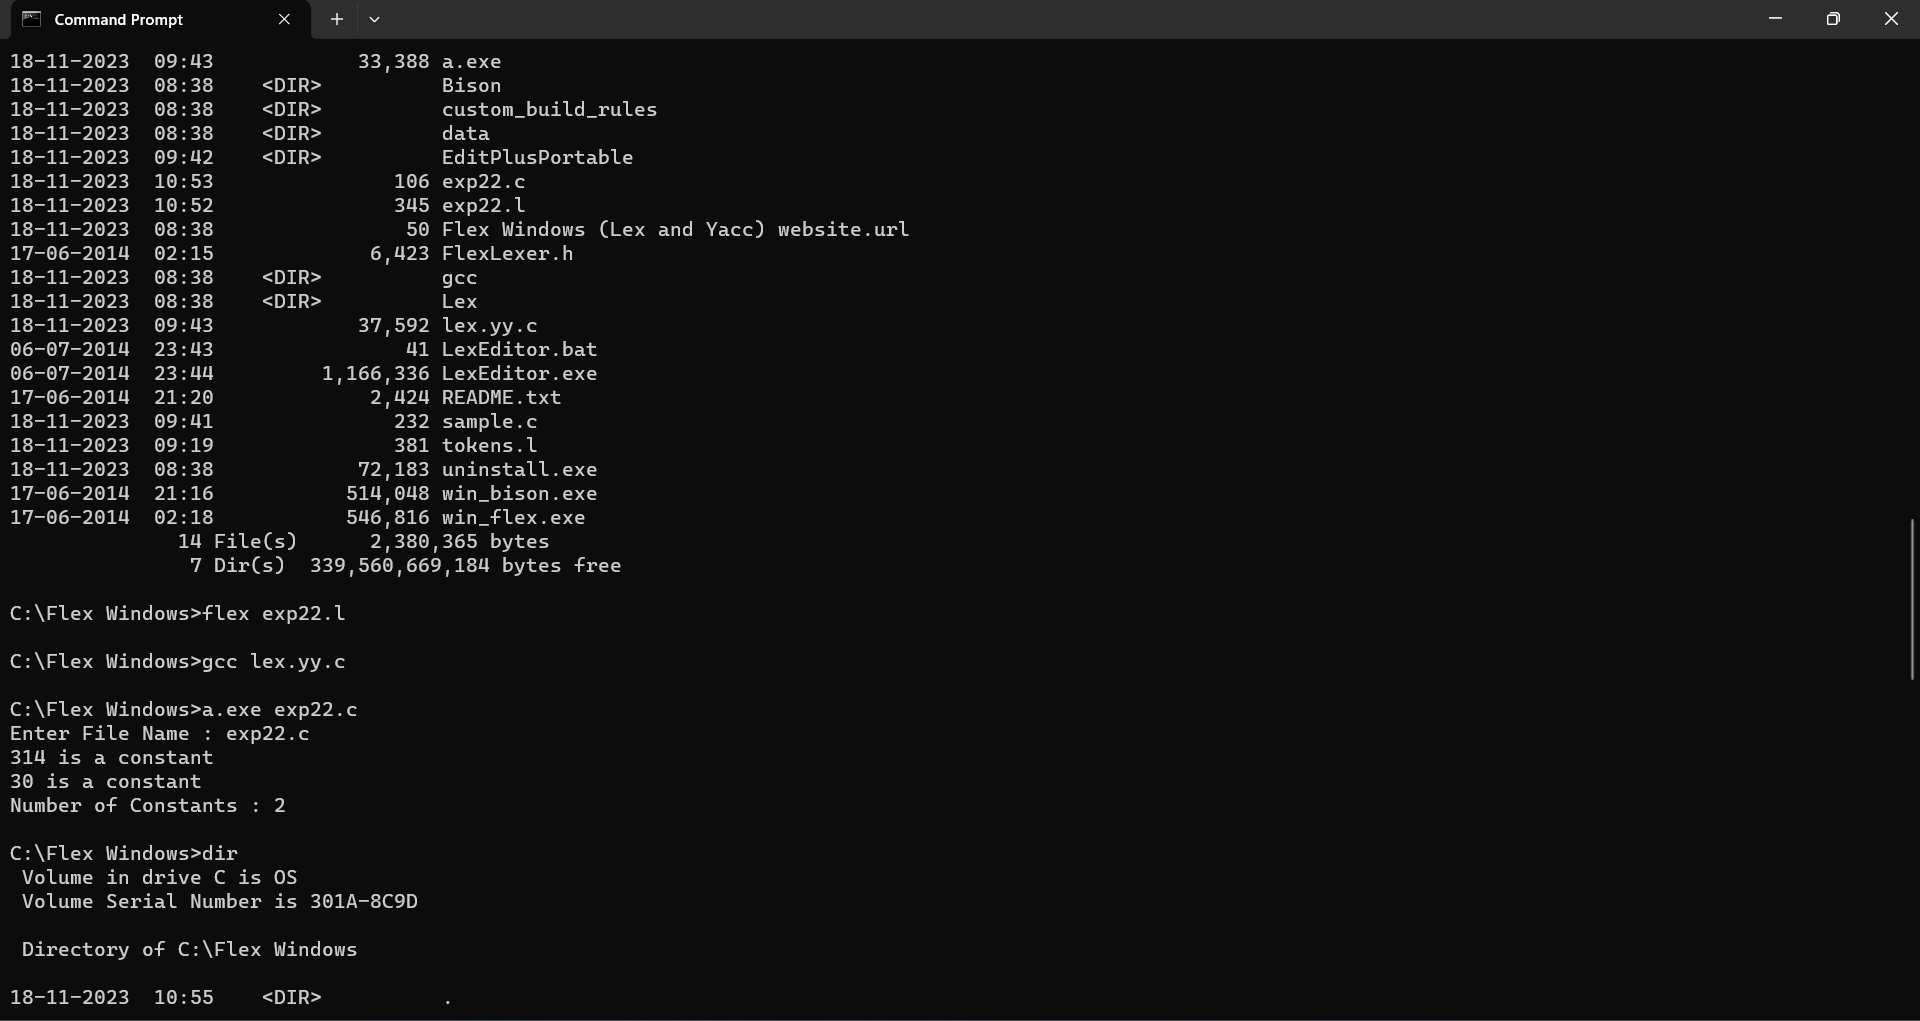 Command Prompt
18-11-2023  09:43            33,388 a.exe
18-11-2023  08:38    <DIR>          Bison
18-11-2023  08:38    <DIR>          custom_build_rules
18-11-2023  08:38    <DIR>          data
18-11-2023  09:42    <DIR>          EditPlusPortable
18-11-2023  10:53               106 exp22.c
18-11-2023  10:52               345 exp22.l
18-11-2023  08:38                50 Flex Windows (Lex and Yacc) website.url
17-06-2014  02:15             6,423 FlexLexer.h
18-11-2023  08:38    <DIR>          gcc
18-11-2023  08:38    <DIR>          Lex
18-11-2023  09:43            37,592 lex.yy.c
06-07-2014  23:43                41 LexEditor.bat
06-07-2014  23:44         1,166,336 LexEditor.exe
17-06-2014  21:20             2,424 README.txt
18-11-2023  09:41               232 sample.c
18-11-2023  09:19               381 tokens.l
18-11-2023  08:38            72,183 uninstall.exe
17-06-2014  21:16           514,048 win_bison.exe
17-06-2014  02:18           546,816 win_flex.exe
              14 File(s)      2,380,365 bytes
               7 Dir(s)  339,560,669,184 bytes free
C:\Flex Windows>flex exp22.l
C:\Flex Windows>gcc lex.yy.c
C:\Flex Windows>a.exe exp22.c
Enter File Name : exp22.c
314 is a constant
30 is a constant
Number of Constants : 2
C:\Flex Windows>dir
 Volume in drive C is OS
 Volume Serial Number is 301A-8C9D
 Directory of C:\Flex Windows
18-11-2023  10:55    <DIR>          .